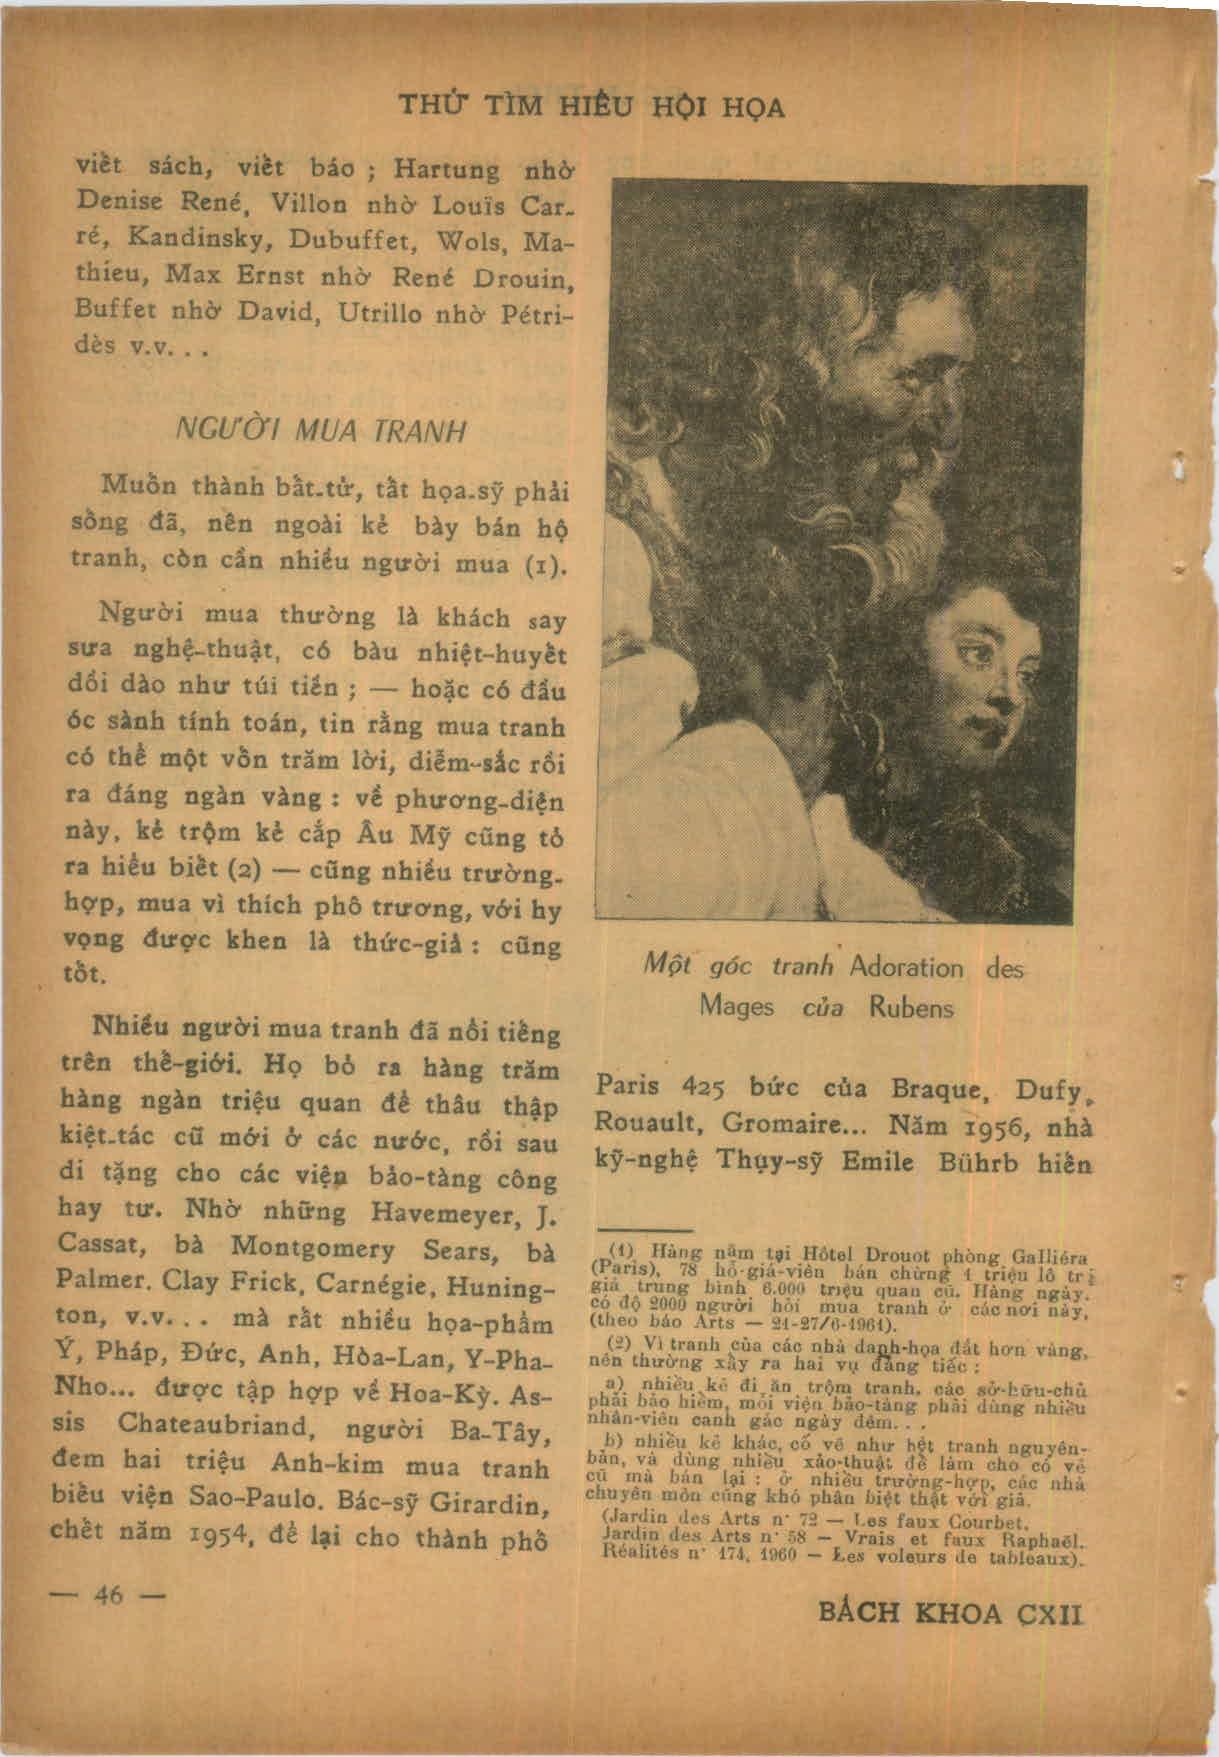 THỬ TÌM HIỂU HỘI HỌA
viết sách, viết báo ; Hartung nhờ
Denise René, Villon nhờ Louïs Car-
ré, Kandinsky, Dubuffet, Wols, Ma-
thieu, Max Ernst nhờ René Drouin,
Buffet nhờ David, Utrillo nhờ Pétri-
dès v.v. . .
NGƯỜI MUA TRANH
Muốn thành bất-tử, tất họa-sỹ phải
sống đã, nên ngoài kẻ bày bán hộ
tranh, còn cần nhiều người mua (1).
Người mua thường là khách say
sưa nghệ-thuật, có bàu nhiệt-huyết
dồi dào như túi tiền ; — hoặc có đầu
óc sành tính toán, tin rằng mua tranh
có thể một vốn trăm lời, diễm-sắc rồi
ra đáng ngàn vàng : về phương-diện
này, kẻ trộm kẻ cắp Âu Mỹ cũng tỏ
ra hiểu biết (2) — cũng nhiều trường-
hợp, mua vì thích phô trương, với hy
vọng được khen là thức-giả : cũng
tốt.
Nhiều người mua tranh đã nổi tiếng
trên thế-giới. Họ bỏ ra hàng trăm
hàng ngàn triệu quan để thâu thập
kiệt-tác cũ mới ở các nước, rồi sau
di tặng cho các viện bảo-tàng công
hay tư. Nhờ những Havemeyer, J.
Cassat, bà Montgomery Sears, bà
Palmer. Clay Frick, Carnégie, Huning-
ton, v.v. . . mà rất nhiều họa-phẩm
Ý, Pháp, Đức, Anh, Hòa-Lan, Y-Pha-
Nho... được tập hợp về Hoa-Kỳ. As-
sis Chateaubriand, người Ba-Tây,
đem hai triệu Anh-kim mua tranh
biếu viện Sao-Paulo. Bác-sỹ Girardin,
chết năm 1954, để lại cho thành phố
Một góc tranh Adoration des
Mages của Rubens
Paris 425 bức của Braque, Dufy,
Rouault, Gromaire... Năm 1956, nhà
kỹ-nghệ Thụy-sỹ Emile Bührb hiến
(1) Hàng năm tại Hôtel Drouot phòng Galliéra
(Paris), 78 hồ-giá-viên bán chừng 1 triệu lô trị
giá trung bình 6.000 triệu quan cũ. Hàng ngày.
có độ 2000 người hỏi mua tranh ở các nơi này,
(theo báo Arts — 21-27/6-1961).
(2) Vì tranh của các nhà danh-họa đắt hơn vàng,
nên thường xảy ra hai vụ đáng tiếc :
a) nhiều kẻ đi ăn trộm tranh, các sở-hữu-chủ
phải bảo hiểm, mỗi viện bảo-tàng phải dùng nhiều
nhân-viên canh gác ngày đêm. . .
b) nhiều kẻ khác, cố vẽ như hệt tranh nguyên-
bản, và dùng nhiều xảo-thuật để làm cho có vẻ
cũ mà bán lại : ở nhiều trường-hợp, các nhà
chuyên môn cũng khó phân biệt thật với giả.
(Jardin des Arts n° 72 — Les faux Courbet.
Jardin des Arts n° 58 — Vrais et faux Raphaël.
Réalités n° 174, 1960 — Les voleurs de tableaux).
— 46 —
BÁCH KHOA CXII